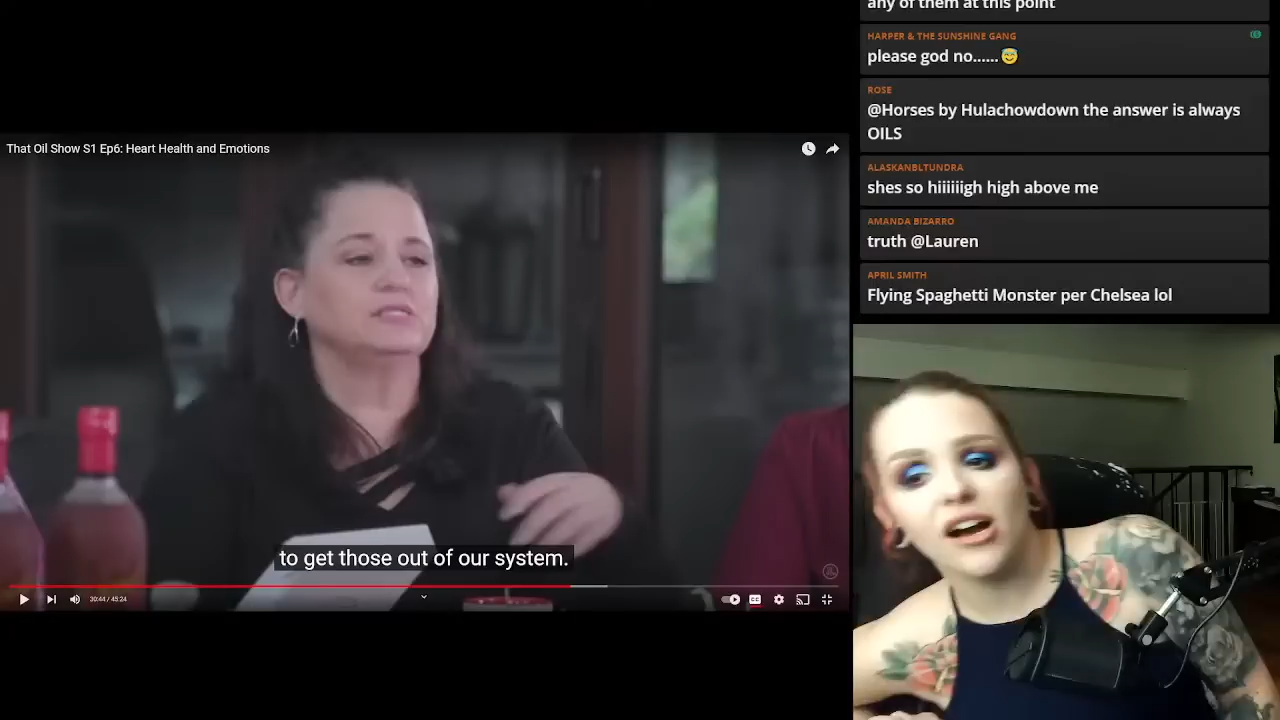 any of them at this point
HARPER & THE SUNSHINE GANG
please god no......😇
ROSE
@Horses by Hulachowdown the answer is always
OILS
ALASKANBLTUNDRA
shes so hiiiiiigh high above me
AMANDA BIZARRO
truth @Lauren
APRIL SMITH
Flying Spaghetti Monster per Chelsea lol
That Oil Show S1 Ep6: Heart Health and Emotions
to get those out of our system.
30:44 / 45:24
CC